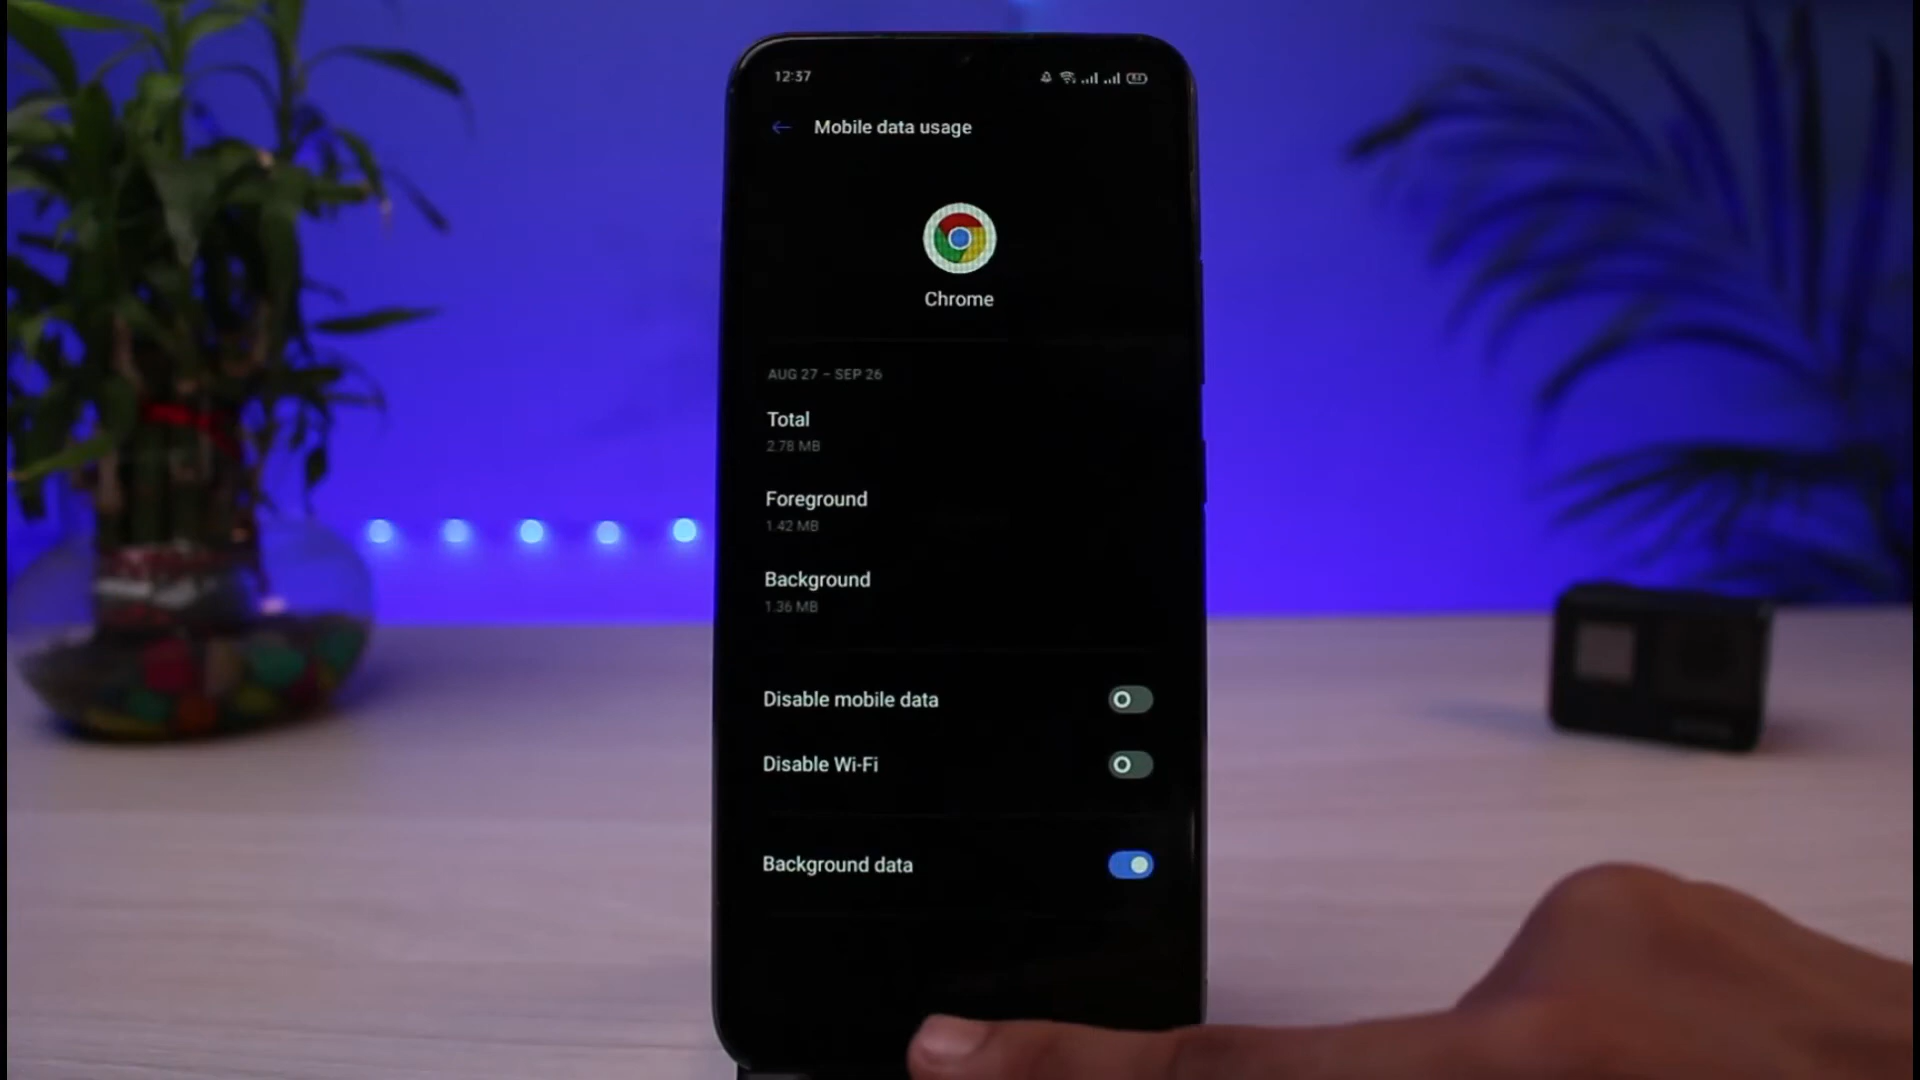 12:37
Mobile data usage
Chrome
AUG 27 – SEP 26
Total
2.78 MB
Foreground
1.42 MB
Background
1.36 MB
Disable mobile data
Disable Wi-Fi
Background data